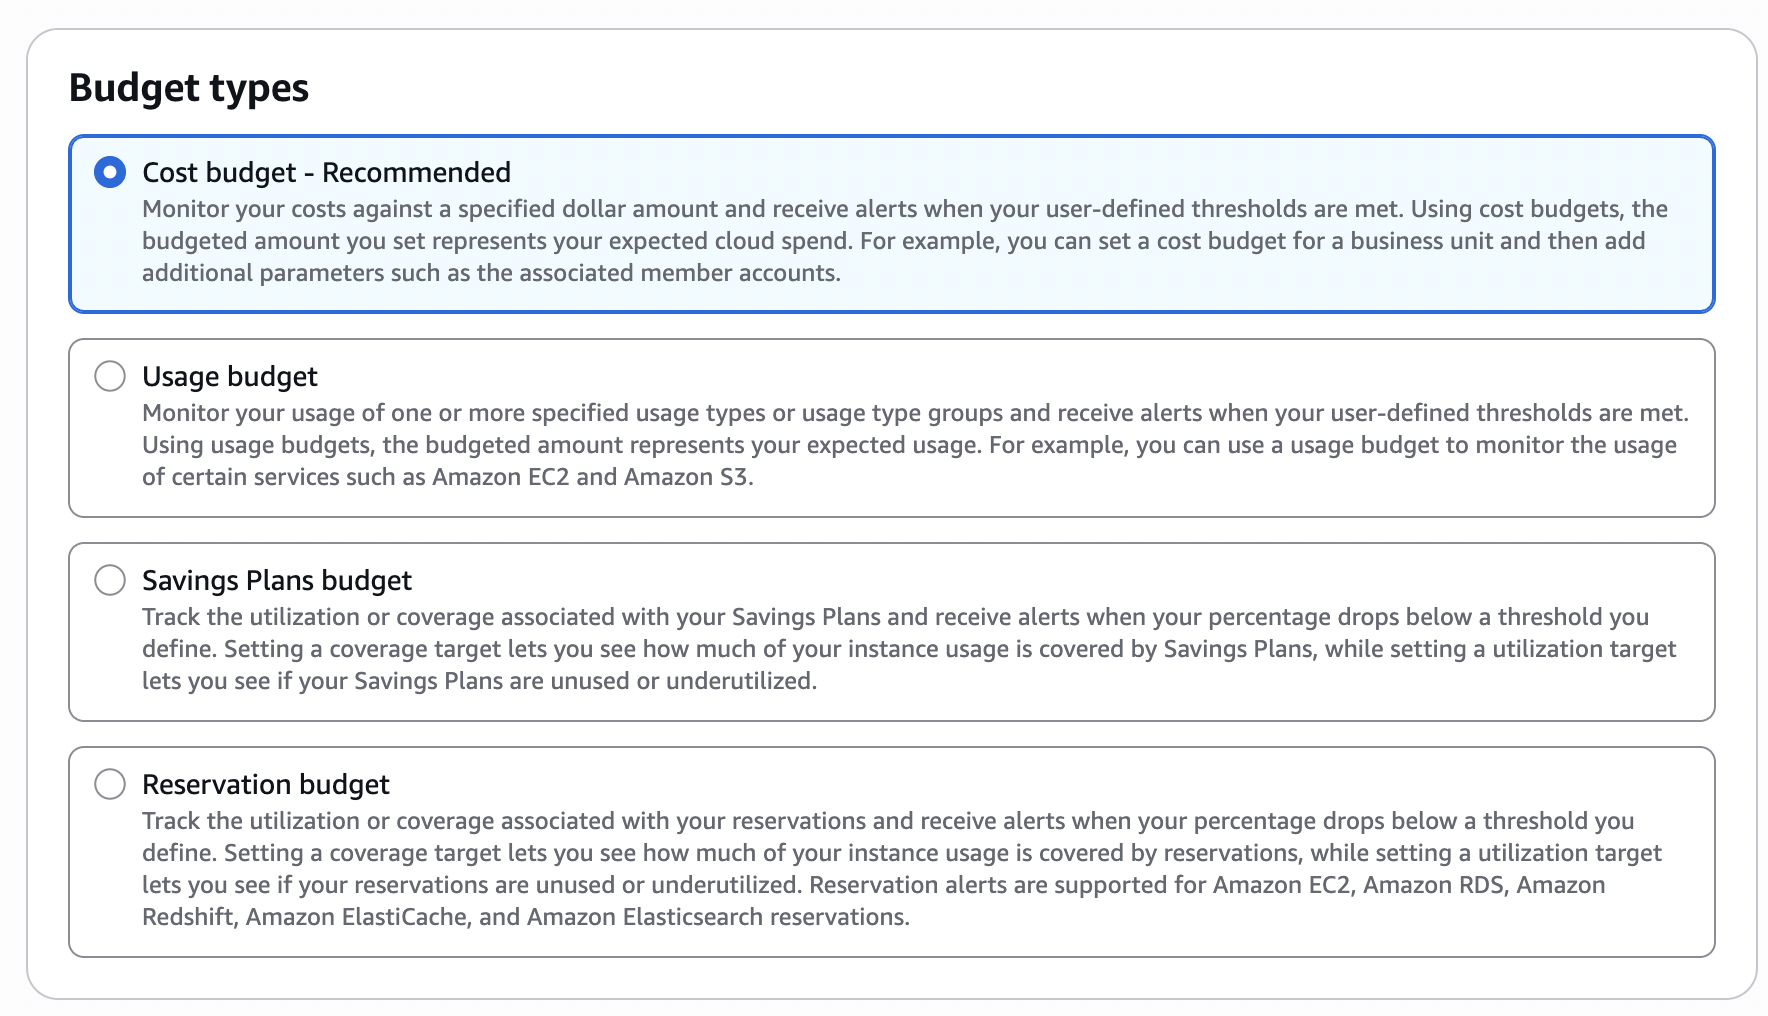 Budget types
Cost budget - Recommended
Monitor your costs against a specified dollar amount and receive alerts when your user-defined thresholds are met. Using cost budgets, the
budgeted amount you set represents your expected cloud spend. For example, you can set a cost budget for a business unit and then add
additional parameters such as the associated member accounts.
Usage budget
Monitor your usage of one or more specified usage types or usage type groups and receive alerts when your user-defined thresholds are met.
Using usage budgets, the budgeted amount represents your expected usage. For example, you can use a usage budget to monitor the usage
of certain services such as Amazon EC2 and Amazon S3.
Savings Plans budget
Track the utilization or coverage associated with your Savings Plans and receive alerts when your percentage drops below a threshold you
define. Setting a coverage target lets you see how much of your instance usage is covered by Savings Plans, while setting a utilization target
lets you see if your Savings Plans are unused or underutilized.
Reservation budget
Track the utilization or coverage associated with your reservations and receive alerts when your percentage drops below a threshold you
define. Setting a coverage target lets you see how much of your instance usage is covered by reservations, while setting a utilization target
lets you see if your reservations are unused or underutilized. Reservation alerts are supported for Amazon EC2, Amazon RDS, Amazon
Redshift, Amazon ElastiCache, and Amazon Elasticsearch reservations.